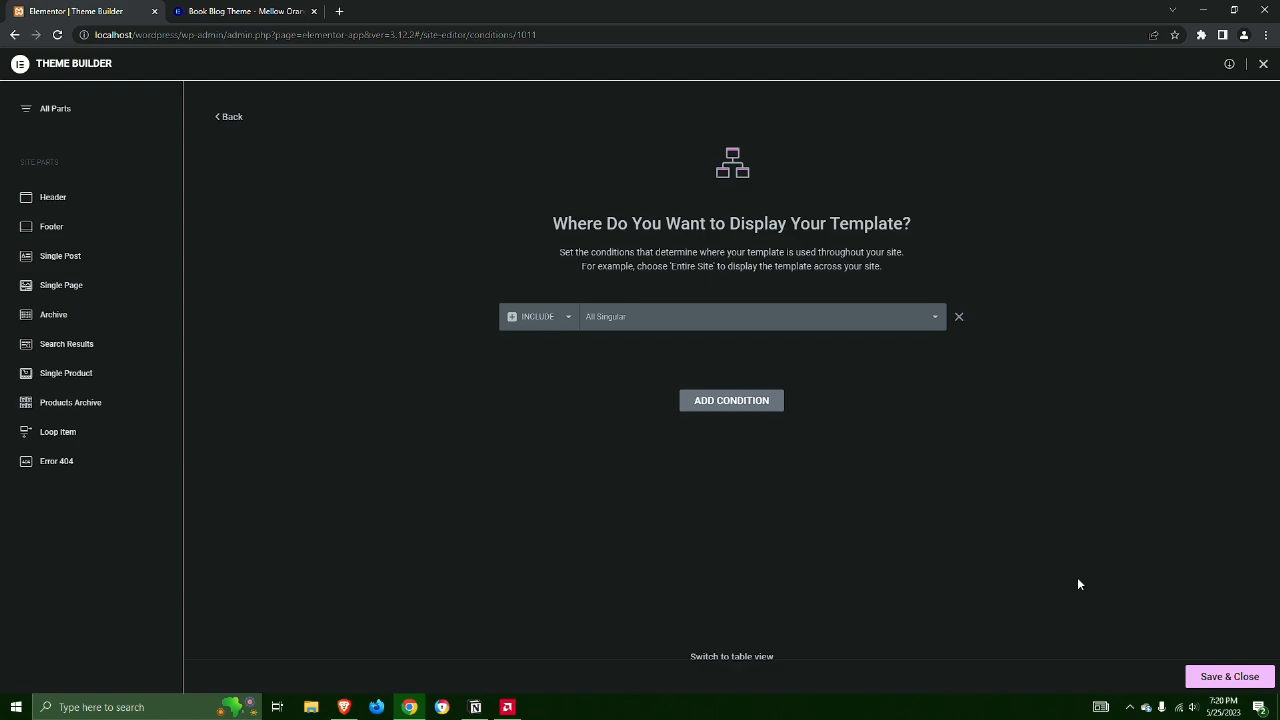 Elementor | Theme Builder
Book Blog Theme - Mellow Oran
localhost/wordpress/wp-admin/admin.php?page=elementor-app&ver=3.12.2#/site-editor/conditions/1011
THEME BUILDER
All Parts
Back
SITE PARTS
Header
Footer
Single Post
Single Page
Archive
Search Results
Single Product
Products Archive
Loop Item
Error 404
Where Do You Want to Display Your Template?
Set the conditions that determine where your template is used throughout your site.
For example, choose 'Entire Site' to display the template across your site.
INCLUDE
All Singular
ADD CONDITION
Switch to table view
Save & Close
Type here to search
7:20 PM
5/25/2023
2